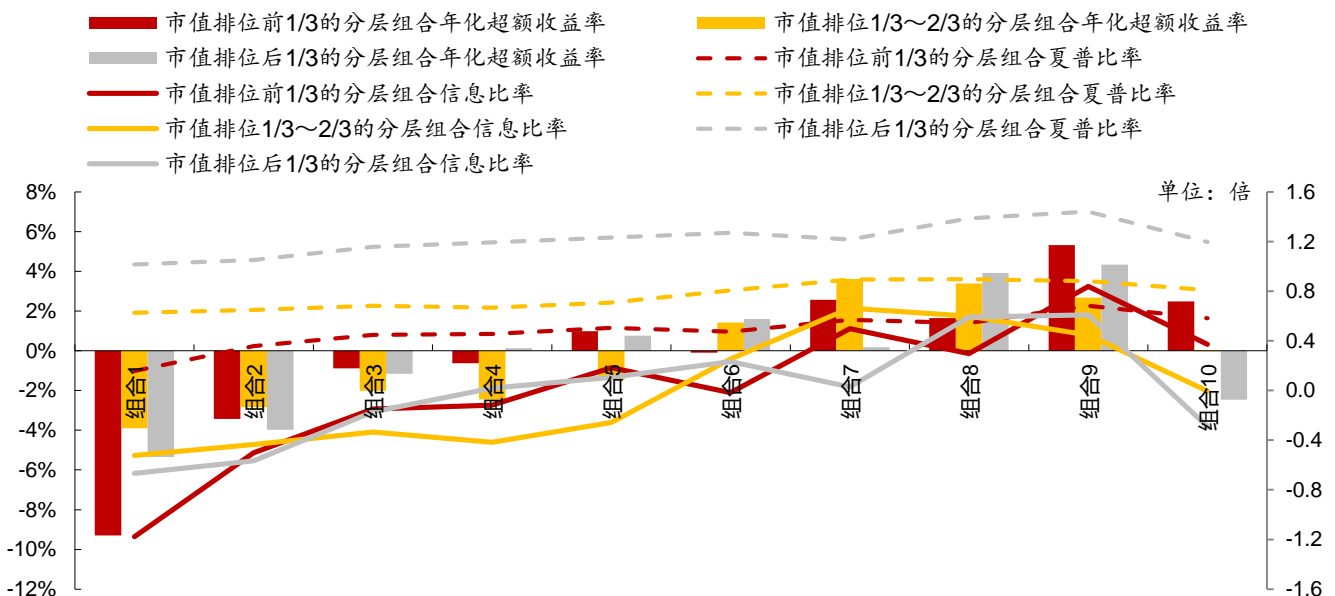 市值排位前1/3的分层组合年化超额收益率 市值排位1/3～2/3的分层组合年化超额收益率
市值排位后1/3的分层组合年化超额收益率 市值排位前1/3的分层组合夏普比率
市值排位前1/3的分层组合信息比率 市值排位1/3～2/3的分层组合夏普比率
市值排位1/3～2/3的分层组合信息比率 市值排位后1/3的分层组合夏普比率
市值排位后1/3的分层组合信息比率
单位：倍
8%
6%
4%
2%
0%
-2%
-4%
-6%
-8%
-10%
-12%
组合1
组合2
组合3
组合4
组合5
组合6
组合7
组合8
组合9
组合10
1.6
1.2
0.8
0.4
0.0
-0.4
-0.8
-1.2
-1.6